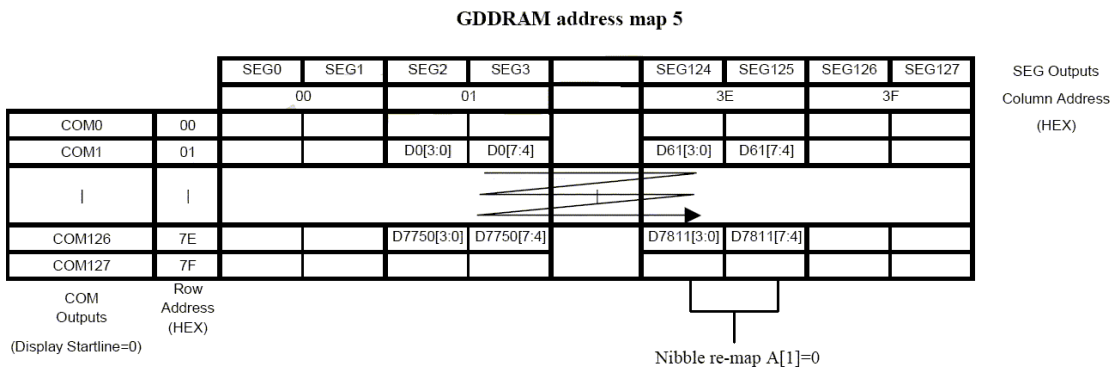 GDDRAM address map 5
SEG0 SEG1 SEG2 SEG3 SEG124 SEG125 SEG126 SEG127 SEG Outputs
00 01 3E 3F Column Address
(HEX)
COM0 00
COM1 01 D0[3:0] D0[7:4] D61[3:0] D61[7:4]
| | |
COM126 7E D7750[3:0] D7750[7:4] D7811[3:0] D7811[7:4]
COM127 7F
COM
Outputs
(Display Startline=0)
Row
Address
(HEX)
Nibble re-map A[1]=0